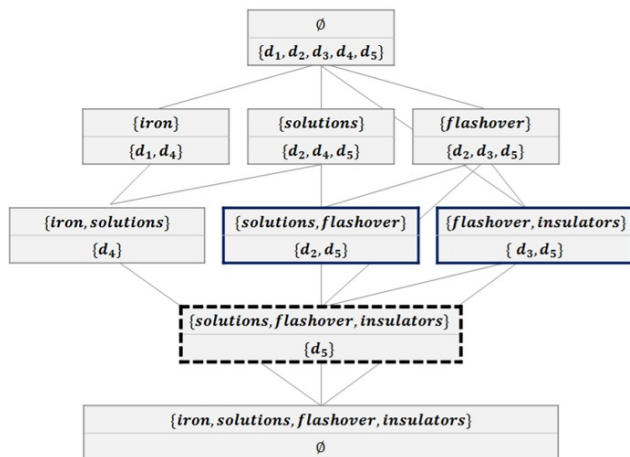 ∅
{d₁, d₂, d₃, d₄, d₅}
{iron}
{d₁, d₄}
{solutions}
{d₂, d₄, d₅}
{flashover}
{d₂, d₃, d₅}
{iron, solutions}
{d₄}
{solutions, flashover}
{d₂, d₅}
{flashover, insulators}
{ d₃, d₅}
{solutions, flashover, insulators}
{d₅}
{iron, solutions, flashover, insulators}
∅